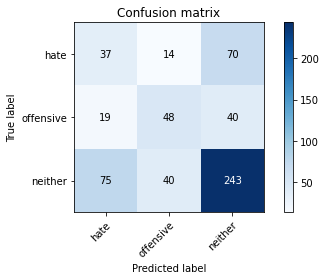 Confusion matrix
True label
hate
37
14
70
offensive
19
48
40
neither
75
40
243
hate
offensive
neither
Predicted label
200
150
100
50